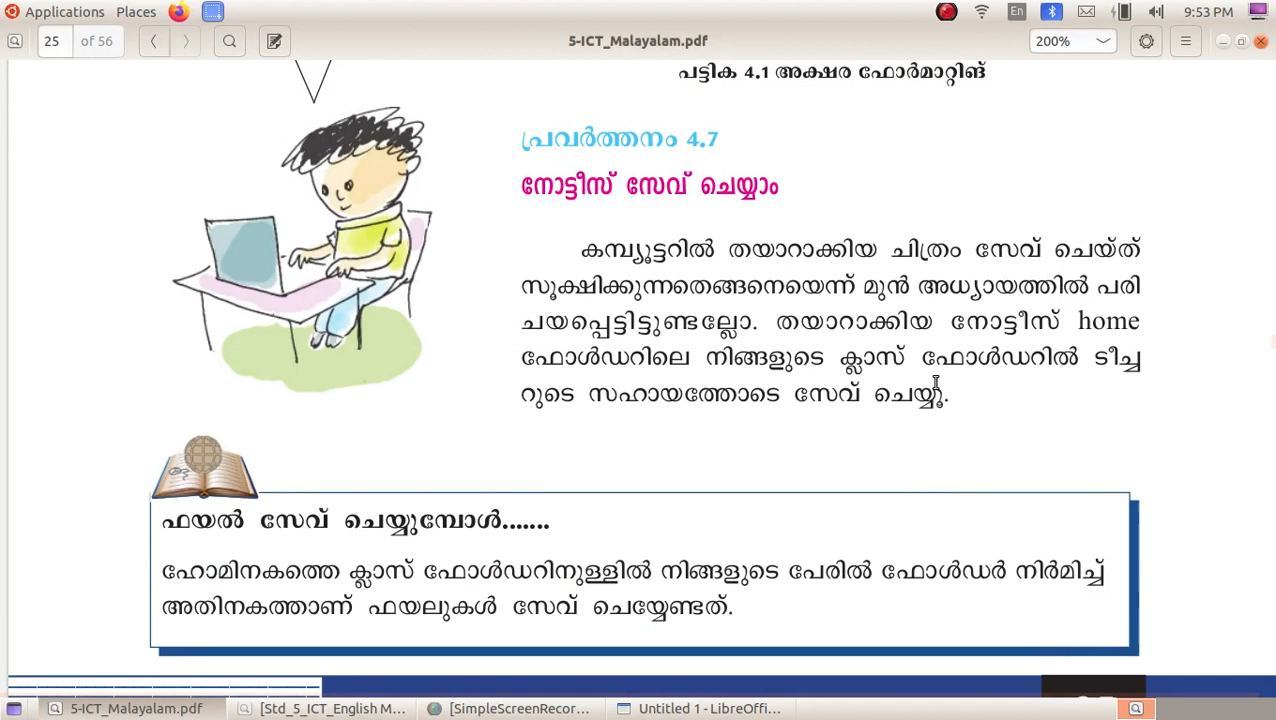 Applications Places En 9:53 PM
25 of 56 5-ICT_Malayalam.pdf 200%
പട്ടിക 4.1 അക്ഷര ഫോർമാറ്റിങ്
പ്രവർത്തനം 4.7
നോട്ടീസ് സേവ് ചെയ്യാം
കമ്പ്യൂട്ടറിൽ തയാറാക്കിയ ചിത്രം സേവ് ചെയ്ത്
സൂക്ഷിക്കുന്നതെങ്ങനെയെന്ന് മുൻ അധ്യായത്തിൽ പരി
ചയപ്പെട്ടിട്ടുണ്ടല്ലോ. തയാറാക്കിയ നോട്ടീസ് home
ഫോൾഡറിലെ നിങ്ങളുടെ ക്ലാസ് ഫോൾഡറിൽ ടീച്ച
റുടെ സഹായത്തോടെ സേവ് ചെയ്യൂ.
ഫയൽ സേവ് ചെയ്യുമ്പോൾ.......
ഹോമിനകത്തെ ക്ലാസ് ഫോൾഡറിനുള്ളിൽ നിങ്ങളുടെ പേരിൽ ഫോൾഡർ നിർമിച്ച്
അതിനകത്താണ് ഫയലുകൾ സേവ് ചെയ്യേണ്ടത്.
5-ICT_Malayalam.pdf [Std_5_ICT_English M... [SimpleScreenRecor... Untitled 1 - LibreOffi...